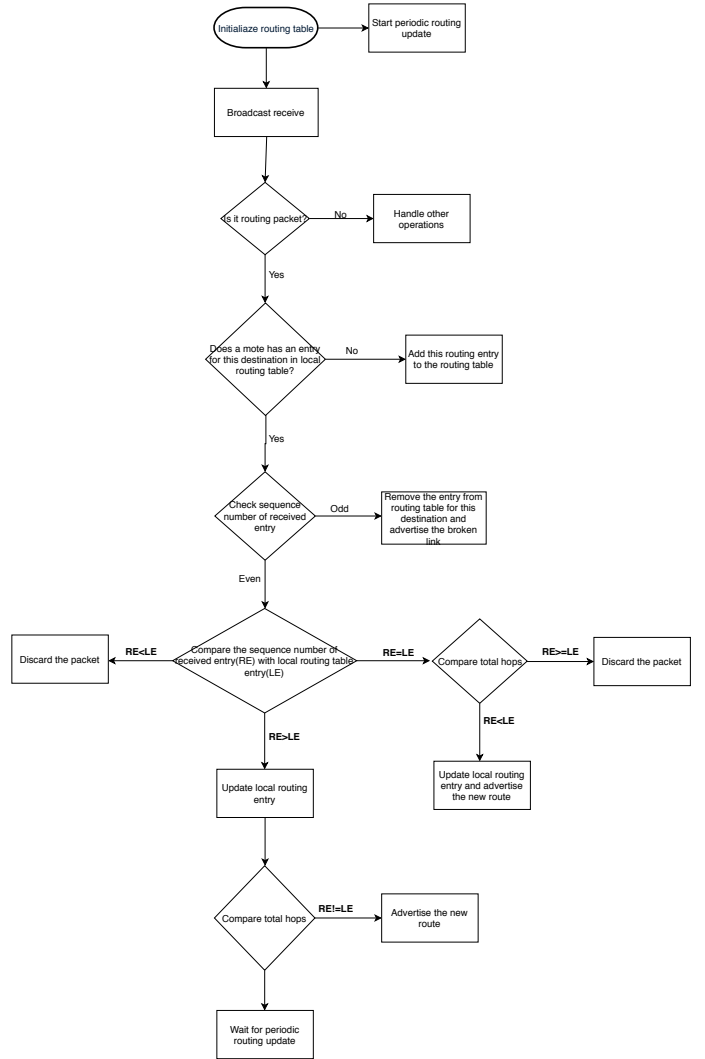 Initialiaze routing table
Start periodic routing
update
Broadcast receive
Is it routing packet?
No
Handle other
operations
Yes
Does a mote has an entry
for this destination in local
routing table?
No
Add this routing entry
to the routing table
Yes
Check sequence
number of received
entry
Odd
Remove the entry from
routing table for this
destination and
advertise the broken
link
Even
Discard the packet
RE<LE
Compare the sequence number of
received entry(RE) with local routing table
entry(LE)
RE=LE
Compare total hops
RE>=LE
Discard the packet
RE>LE
RE<LE
Update local routing
entry
Update local routing
entry and advertise
the new route
Compare total hops
RE!=LE
Advertise the new
route
Wait for periodic
routing update